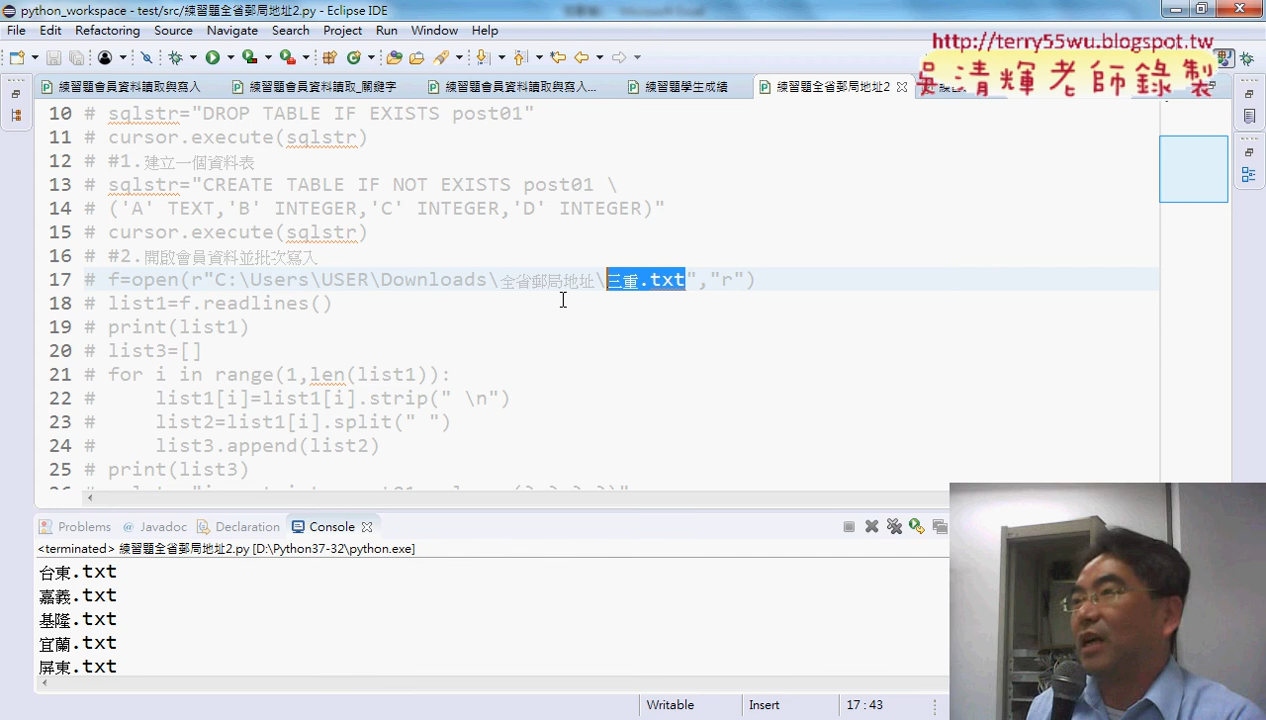 python_workspace - test/src/練習題全省郵局地址2.py - Eclipse IDE
File Edit Refactoring Source Navigate Search Project Run Window Help
http://terry55wu.blogspot.tw
吳清輝老師錄製
練習題會員資料讀取與寫入 練習題會員資料讀取_關鍵字 練習題會員資料讀取與寫入... 練習題學生成績 練習題全省郵局地址2
10 # sqlstr="DROP TABLE IF EXISTS post01"
11 # cursor.execute(sqlstr)
12 # #1.建立一個資料表
13 # sqlstr="CREATE TABLE IF NOT EXISTS post01 \
14 # ('A' TEXT,'B' INTEGER,'C' INTEGER,'D' INTEGER)"
15 # cursor.execute(sqlstr)
16 # #2.開啟會員資料並批次寫入
17 # f=open(r"C:\Users\USER\Downloads\全省郵局地址\三重.txt","r")
18 # list1=f.readlines()
19 # print(list1)
20 # list3=[]
21 # for i in range(1,len(list1)):
22 # list1[i]=list1[i].strip(" \n")
23 # list2=list1[i].split(" ")
24 # list3.append(list2)
25 # print(list3)
Problems Javadoc Declaration Console
<terminated> 練習題全省郵局地址2.py [D:\Python37-32\python.exe]
台東.txt
嘉義.txt
基隆.txt
宜蘭.txt
屏東.txt
Writable Insert 17 : 43